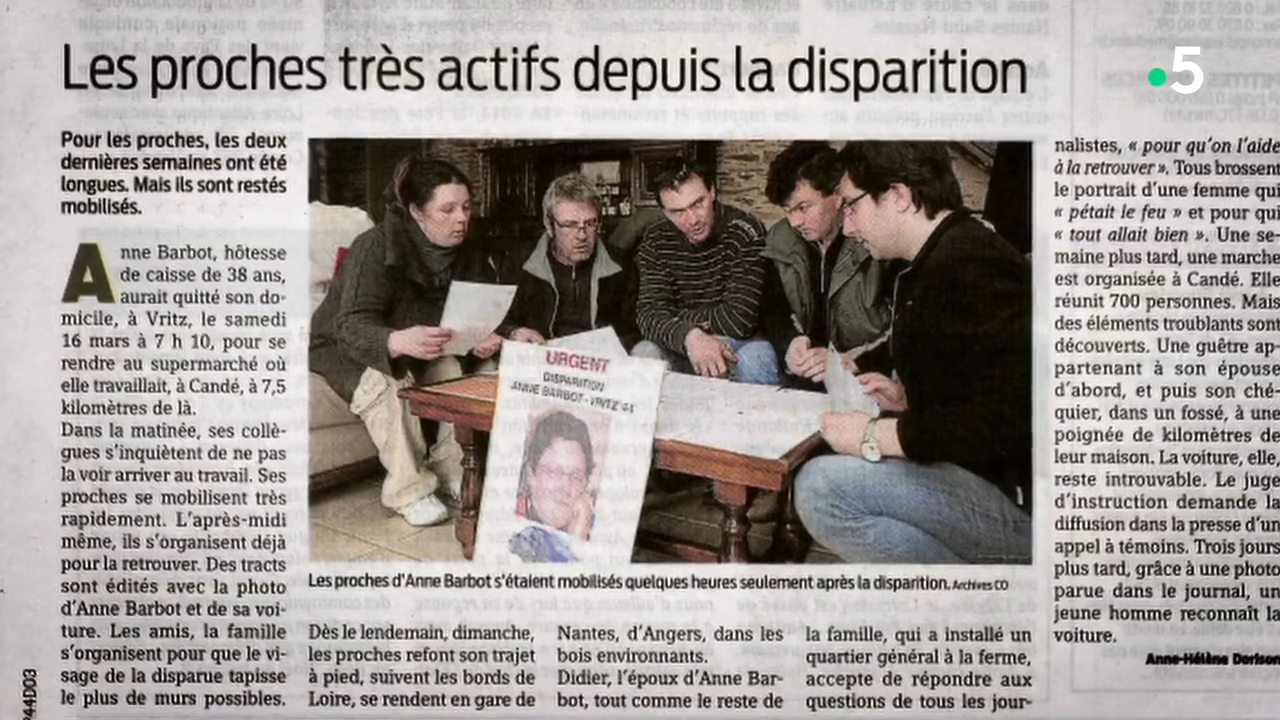 Les proches très actifs depuis la disparition
5
Pour les proches, les deux
dernières semaines ont été
longues. Mais ils sont restés
mobilisés.
Anne Barbot, hôtesse
de caisse de 38 ans,
aurait quitté son do-
micile, à Vritz, le samedi
16 mars à 7 h 10, pour se
rendre au supermarché où
elle travaillait, à Candé, à 7,5
kilomètres de là.
Dans la matinée, ses collè-
gues s'inquiètent de ne pas
la voir arriver au travail. Ses
proches se mobilisent très
rapidement. L'après-midi
même, ils s'organisent déjà
pour la retrouver. Des tracts
sont édités avec la photo
d'Anne Barbot et de sa voi-
ture. Les amis, la famille
s'organisent pour que le vi-
sage de la disparue tapisse
le plus de murs possibles.
URGENT
DISPARITION
ANNE BARBOT - VRITZ 44
Les proches d'Anne Barbot s'étaient mobilisés quelques heures seulement après la disparition. Archives CO
Dès le lendemain, dimanche,
les proches refont son trajet
à pied, suivent les bords de
Loire, se rendent en gare de
Nantes, d'Angers, dans les
bois environnants.
Didier, l'époux d'Anne Bar-
bot, tout comme le reste de
la famille, qui a installé un
quartier général à la ferme,
accepte de répondre aux
questions de tous les jour-
nalistes, « pour qu'on l'aide
à la retrouver ». Tous brossent
le portrait d'une femme qui
« pétait le feu » et pour qui
« tout allait bien ». Une se-
maine plus tard, une marche
est organisée à Candé. Elle
réunit 700 personnes. Mais
des éléments troublants sont
découverts. Une guêtre ap-
partenant à son épouse
d'abord, et puis son ché-
quier, dans un fossé, à une
poignée de kilomètres de
leur maison. La voiture, elle,
reste introuvable. Le juge
d'instruction demande la
diffusion dans la presse d'un
appel à témoins. Trois jours
plus tard, grâce à une photo
parue dans le journal, un
jeune homme reconnaît la
voiture.
Anne-Hélène Dorison
44D03